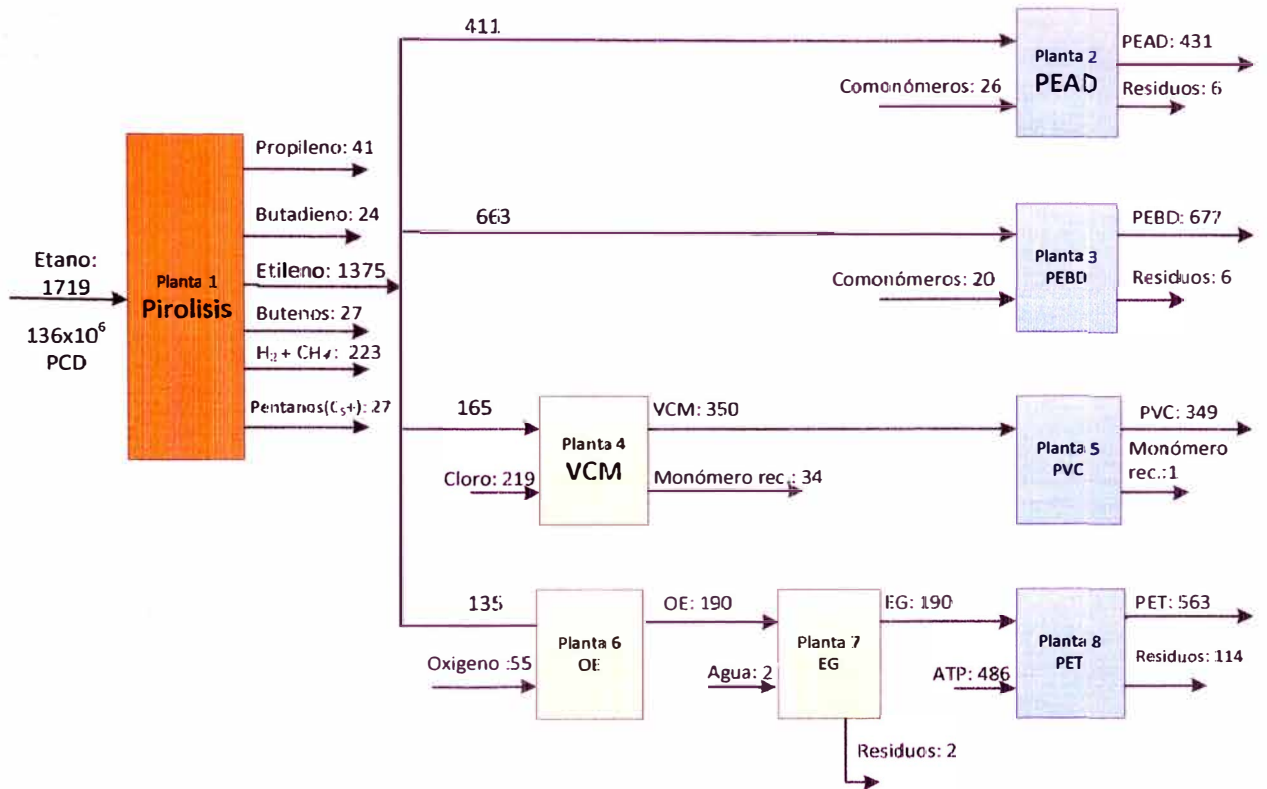 411
Planta 2
PEAD
PEAD: 431
Comonómeros: 26
Residuos: 6
Propileno: 41
Butadieno: 24
Etano:
1719
136x10⁶
PCD
Planta 1
Pirolisis
Etileno: 1375
Butenos: 27
H₂ + CH₄: 223
Pentanos(C₅+): 27
663
Planta 3
PEBD
PEBD: 677
Comonómeros: 20
Residuos: 6
165
Planta 4
VCM
VCM: 350
Cloro: 219
Monómero rec.: 34
Planta 5
PVC
PVC: 349
Monómero
rec.:1
135
Planta 6
OE
OE: 190
Oxigeno :55
Planta 7
EG
EG: 190
Agua: 2
Residuos: 2
Planta 8
PET
PET: 563
ATP: 486
Residuos: 114